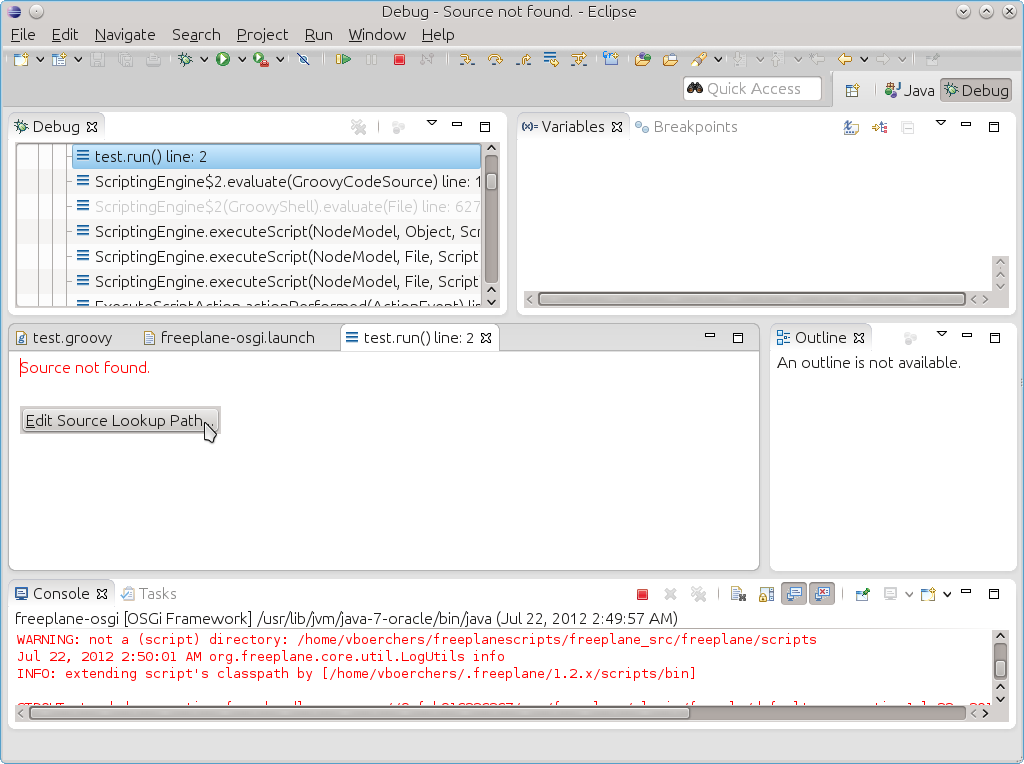 Debug - Source not found. - Eclipse
File Edit Navigate Search Project Run Window Help
Quick Access
Java
Debug
Debug
test.run() line: 2
ScriptingEngine$2.evaluate(GroovyCodeSource) line: 1
ScriptingEngine$2(GroovyShell).evaluate(File) line: 627
ScriptingEngine.executeScript(NodeModel, Object, Scr
ScriptingEngine.executeScript(NodeModel, File, Script
ScriptingEngine.executeScript(NodeModel, File, Script
ExecuteScriptAction.actionPerformed(ActionEvent) li
(x)= Variables
Breakpoints
test.groovy
freeplane-osgi.launch
test.run() line: 2
Source not found.
Edit Source Lookup Path...
Outline
An outline is not available.
Console
Tasks
freeplane-osgi [OSGi Framework] /usr/lib/jvm/java-7-oracle/bin/java (Jul 22, 2012 2:49:57 AM)
WARNING: not a (script) directory: /home/vboerchers/freeplanescripts/freeplane_src/freeplane/scripts
Jul 22, 2012 2:50:01 AM org.freeplane.core.util.LogUtils info
INFO: extending script's classpath by [/home/vboerchers/.freeplane/1.2.x/scripts/bin]